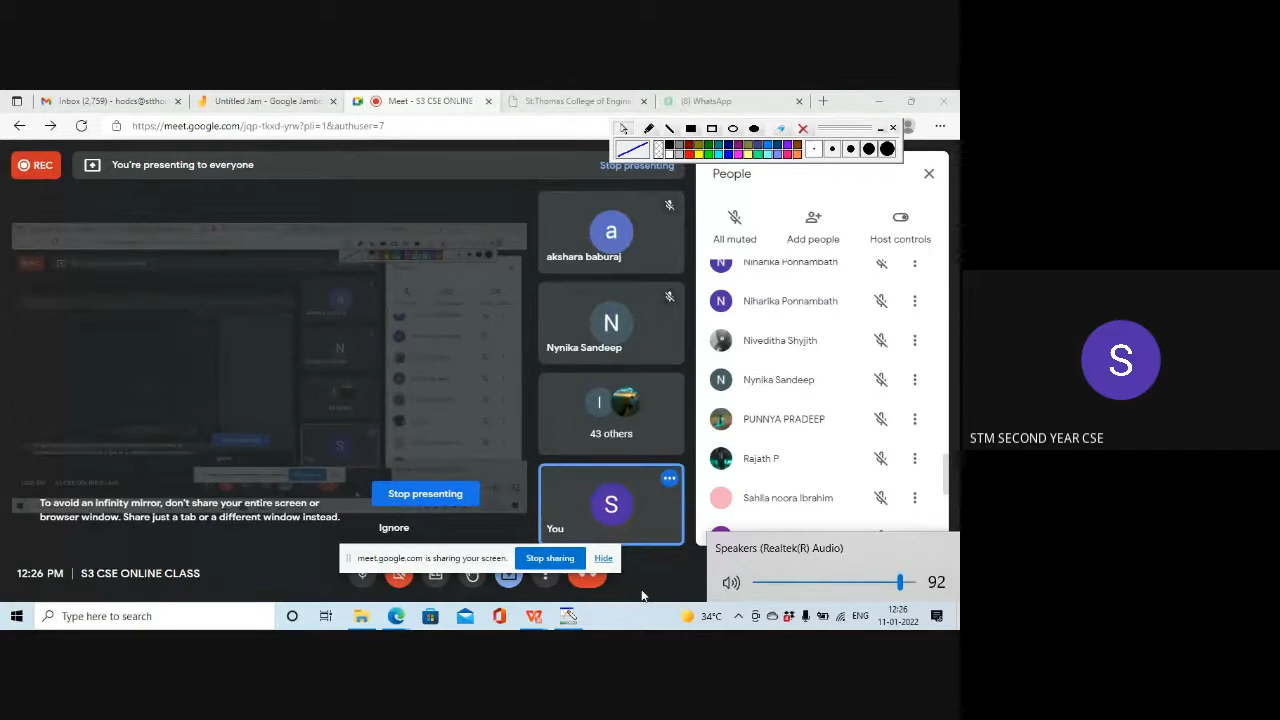 Inbox (2,759) - hodcs@stthom
Untitled Jam - Google Jambo
Meet - S3 CSE ONLINE
St.Thomas College of Engine
(8) WhatsApp
https://meet.google.com/jqp-tkxd-yrw?pli=1&authuser=7
REC
You're presenting to everyone
Stop presenting
People
All muted
Add people
Host controls
a
akshara baburaj
N
Nynika Sandeep
I
43 others
S
You
N
Niharika Ponnambath
N
Niharika Ponnambath
Niveditha Shyjith
N
Nynika Sandeep
PUNNYA PRADEEP
Rajath P
Sahila noora Ibrahim
To avoid an infinity mirror, don't share your entire screen or
browser window. Share just a tab or a different window instead.
Stop presenting
Ignore
meet.google.com is sharing your screen.
Stop sharing
Hide
Speakers (Realtek(R) Audio)
92
12:26 PM
S3 CSE ONLINE CLASS
Type here to search
34°C
ENG
12:26
11-01-2022
S
STM SECOND YEAR CSE